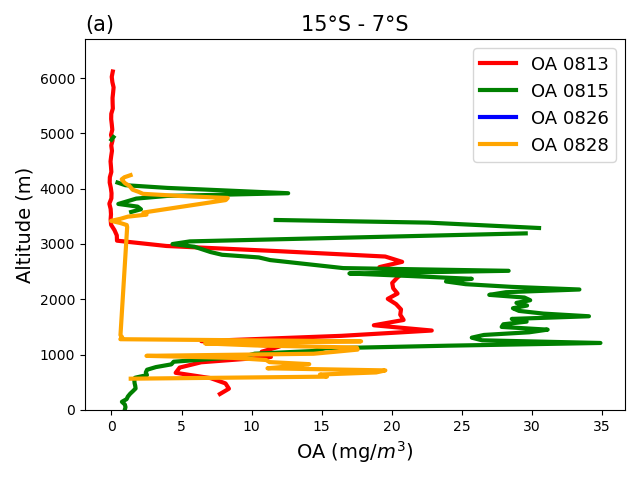 (a) 15°S - 7°S
OA 0813
OA 0815
OA 0826
OA 0828
6000
5000
4000
3000
2000
1000
0
Altitude (m)
0 5 10 15 20 25 30 35
OA (mg/m³)